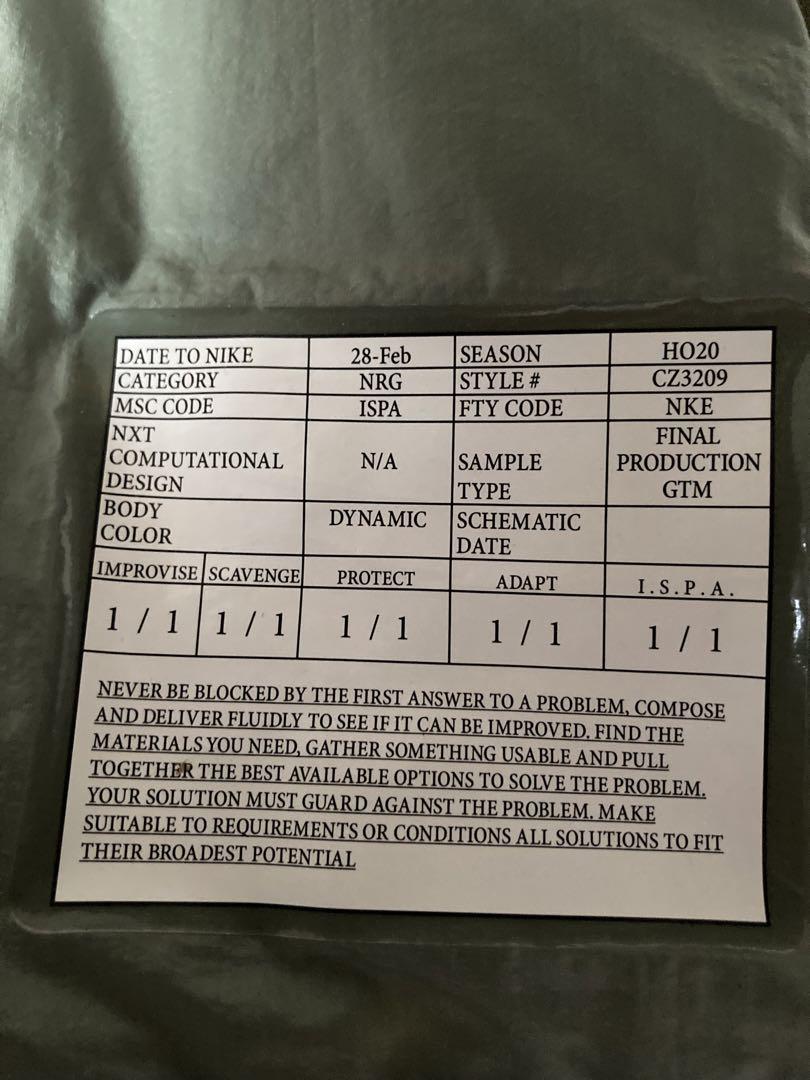 DATE TO NIKE 28-Feb SEASON HO20
CATEGORY NRG STYLE # CZ3209
MSC CODE ISPA FTY CODE NKE
NXT
COMPUTATIONAL
DESIGN
N/A
SAMPLE
TYPE
FINAL
PRODUCTION
GTM
BODY
COLOR
DYNAMIC
SCHEMATIC
DATE
IMPROVISE SCAVENGE PROTECT ADAPT I.S.P.A.
1 / 1 1 / 1 1 / 1 1 / 1 1 / 1
NEVER BE BLOCKED BY THE FIRST ANSWER TO A PROBLEM, COMPOSE
AND DELIVER FLUIDLY TO SEE IF IT CAN BE IMPROVED. FIND THE
MATERIALS YOU NEED, GATHER SOMETHING USABLE AND PULL
TOGETHER THE BEST AVAILABLE OPTIONS TO SOLVE THE PROBLEM.
YOUR SOLUTION MUST GUARD AGAINST THE PROBLEM. MAKE
SUITABLE TO REQUIREMENTS OR CONDITIONS ALL SOLUTIONS TO FIT
THEIR BROADEST POTENTIAL